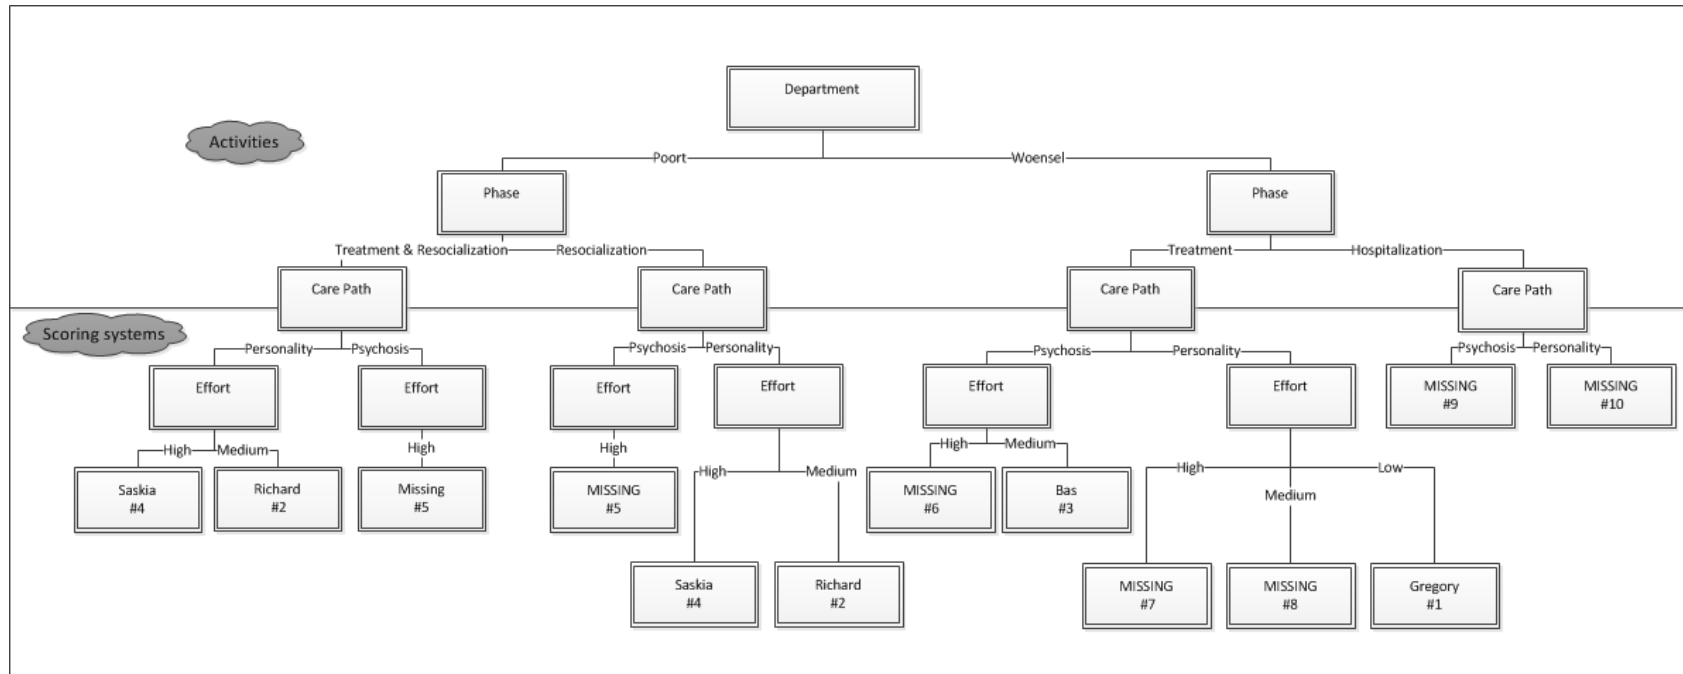 Department
Activities
Poort
Woensel
Phase
Phase
Treatment & Resocialization
Resocialization
Treatment
Hospitalization
Care Path
Care Path
Care Path
Care Path
Scoring systems
Personality
Psychosis
Psychosis
Personality
Psychosis
Personality
Psychosis
Personality
Effort
Effort
Effort
Effort
Effort
Effort
MISSING
#9
MISSING
#10
High
Medium
High
High
High
Medium
High
Medium
High
Medium
Low
Saskia
#4
Richard
#2
Missing
#5
MISSING
#5
MISSING
#6
Bas
#3
Saskia
#4
Richard
#2
MISSING
#7
MISSING
#8
Gregory
#1